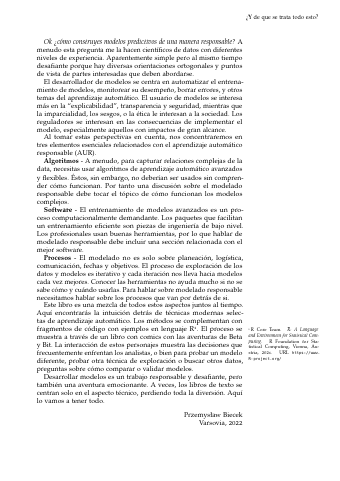 ¿Y de que se trata todo esto?
Ok ¿cómo construyes modelos predictivos de una manera responsable? A
menudo esta pregunta me la hacen científicos de datos con diferentes
niveles de experiencia. Aparentemente simple pero al mismo tiempo
desafiante porque hay diversas orientaciones ortogonales y puntos
de vista de partes interesadas que deben abordarse.
El desarrollador de modelos se centra en automatizar el entrena-
miento de modelos, monitorear su desempeño, borrar errores, y otros
temas del aprendizaje automático. El usuario de modelos se interesa
más en la "explicabilidad", transparencia y seguridad, mientras que
la imparcialidad, los sesgos, o la ética le interesan a la sociedad. Los
reguladores se interesan en las consecuencias de implementar el
modelo, especialmente aquellos con impactos de gran alcance.
Al tomar estas perspectivas en cuenta, nos concentraremos en
tres elementos esenciales relacionados con el aprendizaje automático
responsable (AUR).
Algoritmos - A menudo, para capturar relaciones complejas de la
data, necesitas usar algoritmos de aprendizaje automático avanzados
y flexibles. Éstos, sin embargo, no deberían ser usados sin compren-
der cómo funcionan. Por tanto una discusión sobre el modelado
responsable debe tocar el tópico de cómo funcionan los modelos
complejos.
Software - El entrenamiento de modelos avanzados es un pro-
ceso computacionalmente demandante. Los paquetes que facilitan
un entrenamiento eficiente son piezas de ingeniería de bajo nivel.
Los profesionales usan buenas herramientas, por lo que hablar de
modelado responsable debe incluir una sección relacionada con el
mejor software.
Procesos - El modelado no es solo sobre planeación, logística,
comunicación, fechas y objetivos. El proceso de exploración de los
datos y modelos es iterativo y cada iteración nos lleva hacia modelos
cada vez mejores. Conocer las herramientas no ayuda mucho si no se
sabe cómo y cuándo usarlas. Para hablar sobre modelado responsable
necesitamos hablar sobre los procesos que van por detrás de si.
Este libro es una mezcla de todos estos aspectos juntos al tiempo.
Aquí encontrarás la intuición detrás de técnicas modernas selec-
tas de aprendizaje automático. Los métodos se complementan con
fragmentos de código con ejemplos en lenguaje R¹. El proceso se
muestra a través de un libro con comics con las aventuras de Beta
y Bit. La interacción de estos personajes muestra las decisiones que
frecuentemente enfrentan los analistas, o bien para probar un modelo
diferente, probar otra técnica de exploración o buscar otros datos,
preguntas sobre cómo comparar o validar modelos.
Desarrollar modelos es un trabajo responsable y desafiante, pero
también una aventura emocionante. A veces, los libros de texto se
centran solo en el aspecto técnico, perdiendo toda la diversión. Aquí
lo vamos a tener todo.
Przemysław Biecek
Varsovia, 2022
¹ R Core Team. R: A Language
and Environment for Statistical Com-
puting. R Foundation for Sta-
tistical Computing, Vienna, Au-
stria, 2021. URL https://www.
R-project.org/